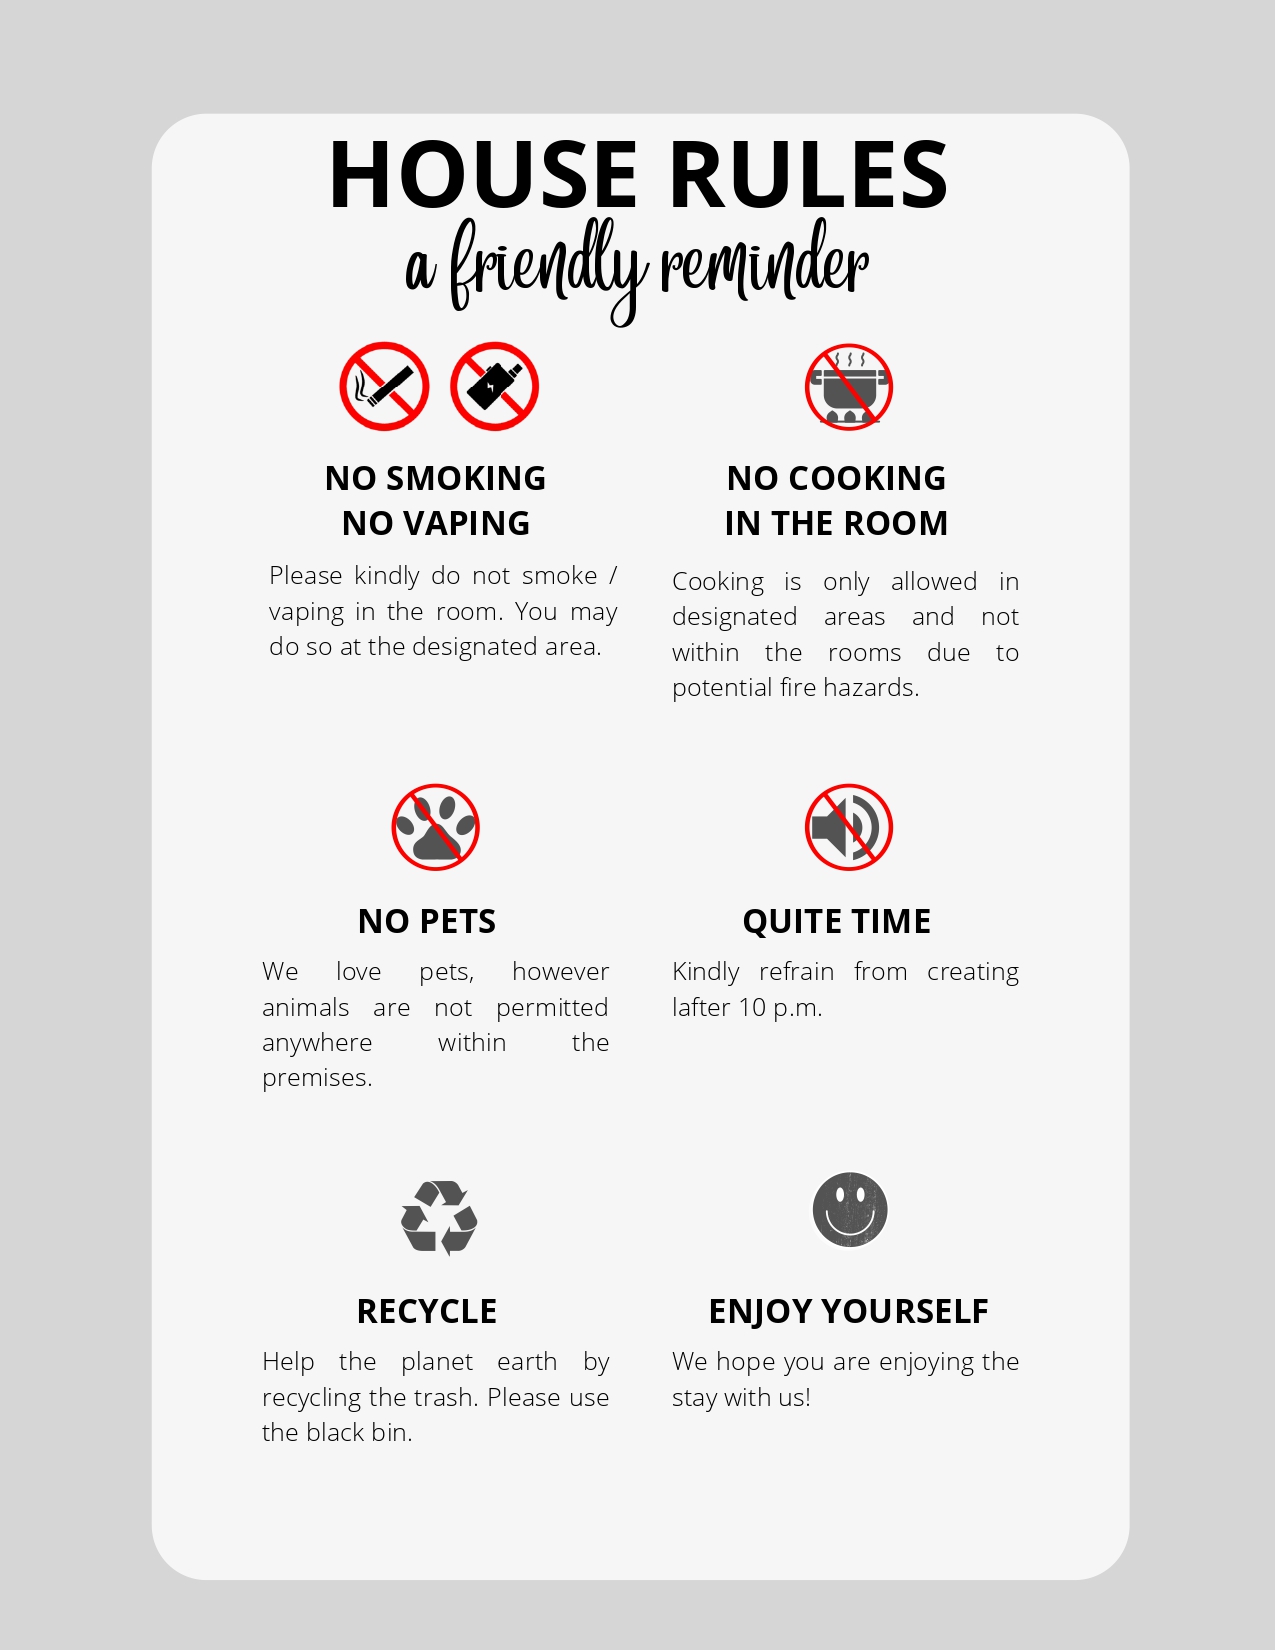 HOUSE RULES
a friendly reminder
NO SMOKING
NO VAPING
Please kindly do not smoke /
vaping in the room. You may
do so at the designated area.
NO COOKING
IN THE ROOM
Cooking is only allowed in
designated areas and not
within the rooms due to
potential fire hazards.
NO PETS
We love pets, however
animals are not permitted
anywhere within the
premises.
QUITE TIME
Kindly refrain from creating
lafter 10 p.m.
RECYCLE
Help the planet earth by
recycling the trash. Please use
the black bin.
ENJOY YOURSELF
We hope you are enjoying the
stay with us!